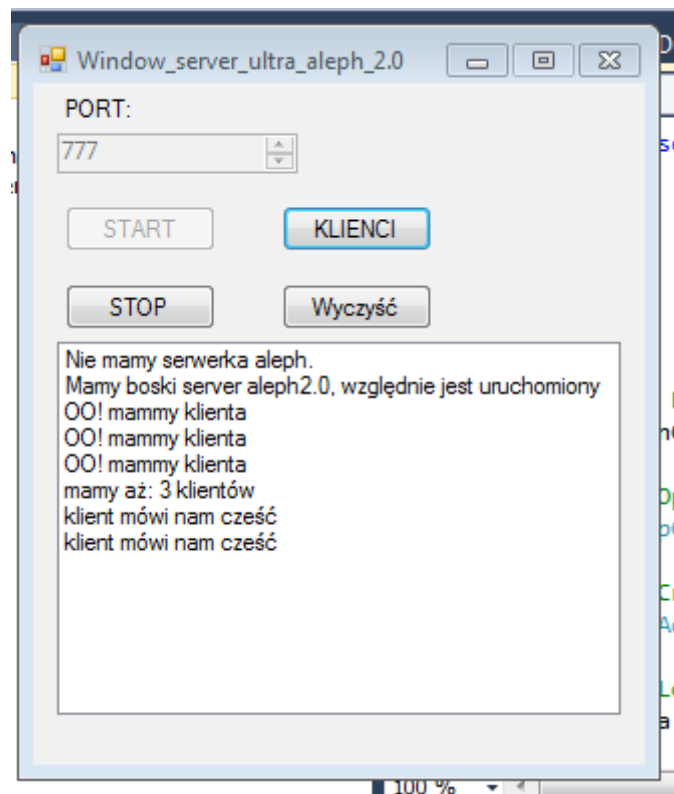 Window_server_ultra_aleph_2.0
PORT:
777
START
KLIENCI
STOP
Wyczyść
Nie mamy serwerka aleph.
Mamy boski server aleph2.0, względnie jest uruchomiony
OO! mammy klienta
OO! mammy klienta
OO! mammy klienta
mamy aż: 3 klientów
klient mówi nam cześć
klient mówi nam cześć
100 %